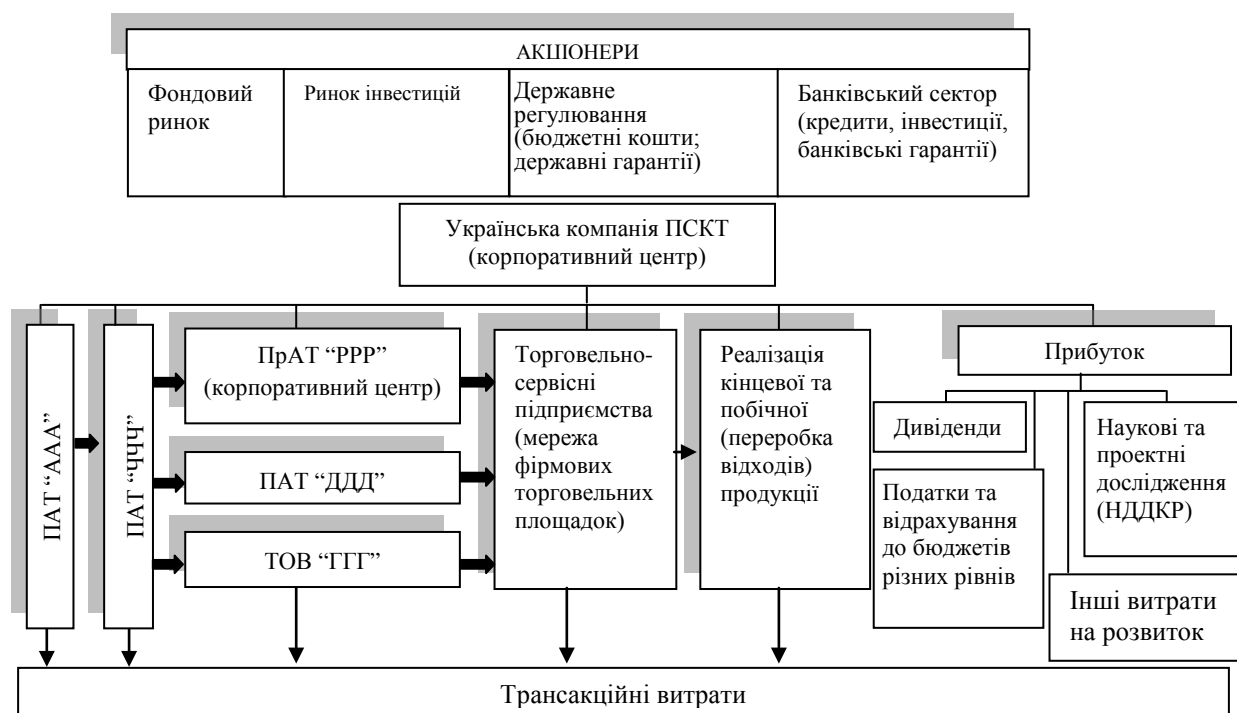 АКЦІОНЕРИ
Фондовий
ринок
Ринок інвестицій
Державне
регулювання
(бюджетні кошти;
державні гарантії)
Банківський сектор
(кредити, інвестиції,
банківські гарантії)
Українська компанія ПСКТ
(корпоративний центр)
ПАТ “ААА”
ПАТ “ЧЧЧ”
ПрАТ “РРР”
(корпоративний центр)
ПАТ “ДДД”
ТОВ “ГГГ”
Торговельно-
сервісні
підприємства
(мережа
фірмових
торговельних
площадок)
Реалізація
кінцевої та
побічної
(переробка
відходів)
продукції
Прибуток
Дивіденди
Податки та
відрахування
до бюджетів
різних рівнів
Наукові та
проектні
дослідження
(НДДКР)
Інші витрати
на розвиток
Трансакційні витрати